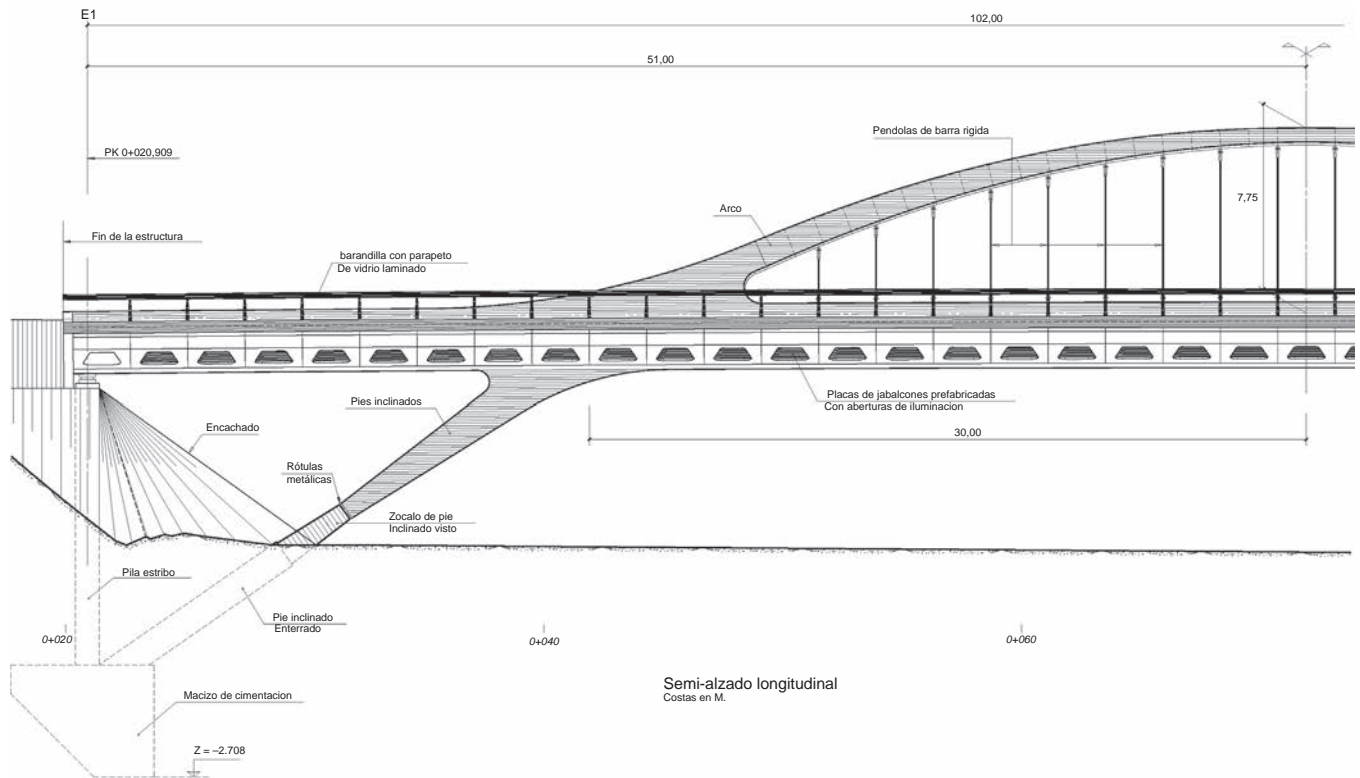 E1
102,00
51,00
Pendolas de barra rigida
PK 0+020,909
7,75
Arco
Fin de la estructura
barandilla con parapeto
De vidrio laminado
Placas de jabalcones prefabricadas
Con aberturas de iluminacion
Pies inclinados
Encachado
30,00
Rótulas
metálicas
Zocalo de pie
Inclinado visto
Pila estribo
Pie inclinado
Enterrado
0+020
0+040
0+060
Semi-alzado longitudinal
Costas en M.
Macizo de cimentacion
Z = –2.708